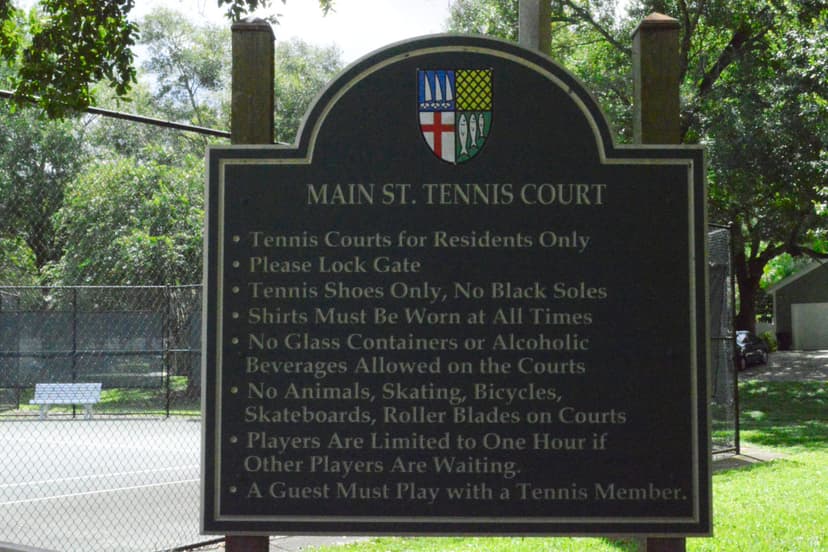 MAIN ST. TENNIS COURT
• Tennis Courts for Residents Only
• Please Lock Gate
• Tennis Shoes Only, No Black Soles
• Shirts Must Be Worn at All Times
• No Glass Containers or Alcoholic
Beverages Allowed on the Courts
• No Animals, Skating, Bicycles,
Skateboards, Roller Blades on Courts
• Players Are Limited to One Hour if
Other Players Are Waiting.
• A Guest Must Play with a Tennis Member.